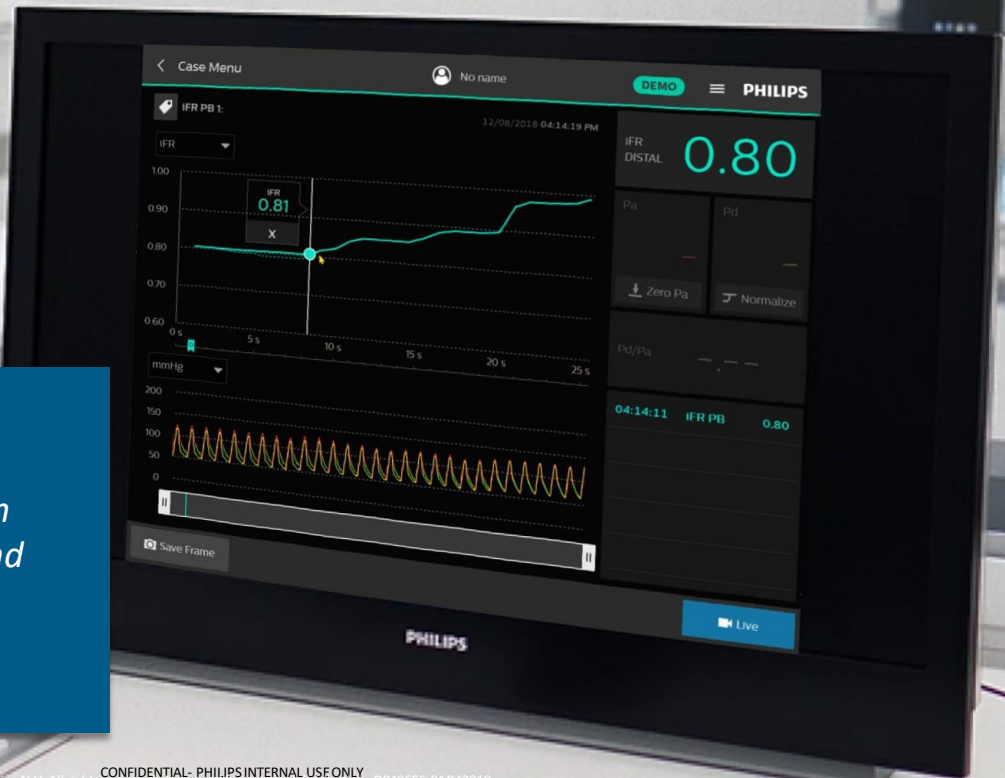 Case Menu
No name
DEMO
PHILIPS
iFR PB 1:
12/08/2018 04:14:19 PM
iFR
1.00
0.90
0.80
0.70
0.60
iFR
0.81
X
0 s
5 s
10 s
15 s
20 s
25 s
mmHg
200
150
100
50
0
Save Frame
iFR
DISTAL
0.80
Pa
Pd
Zero Pa
Normalize
Pd/Pa
-.--
04:14:11 iFR PB 0.80
Live
PHILIPS
CONFIDENTIAL- PHILIPS INTERNAL USE ONLY